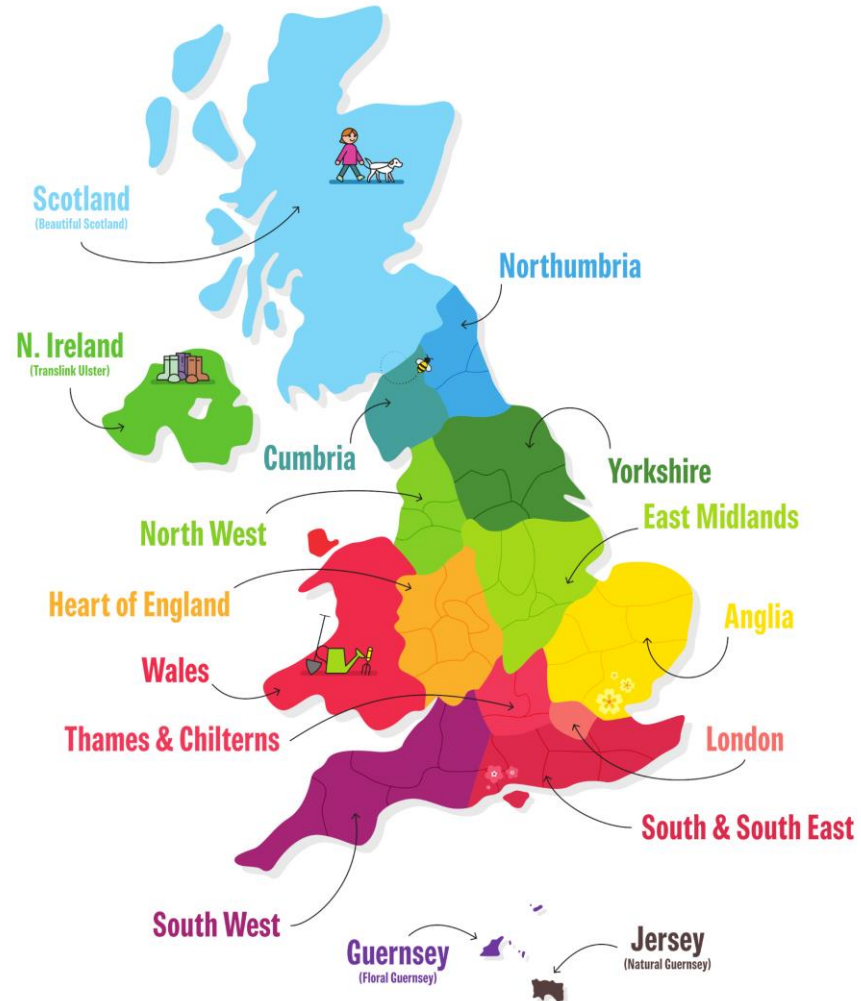 Scotland
(Beautiful Scotland)
Northumbria
N. Ireland
(Translink Ulster)
Cumbria
Yorkshire
North West
East Midlands
Heart of England
Anglia
Wales
Thames & Chilterns
London
South & South East
South West
Guernsey
(Floral Guernsey)
Jersey
(Natural Guernsey)